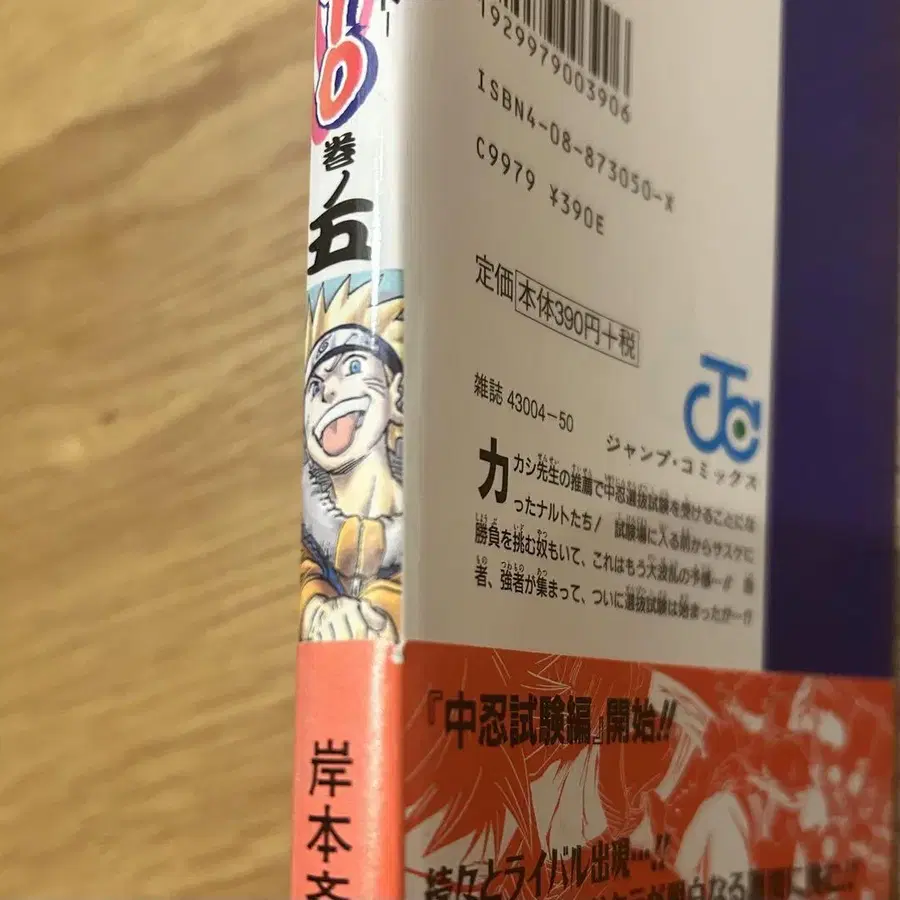 巻ノ五
岸本斉
1929979003906
ISBN4-08-873050-X
C9979 ¥390E
定価 本体390円+税
雑誌 43004-50
ジャンプ・コミックス
カカシ先生の推薦で中忍選抜試験を受けることにな
ったナルトたち! 試験場に入る前からサスケに
勝負を挑む奴もいて、これはもう大波乱の予感…!!
者、強者が集まって、ついに選抜試験は始まったが…!?
『中忍試験編』開始!!
続々とライバル出現…!!